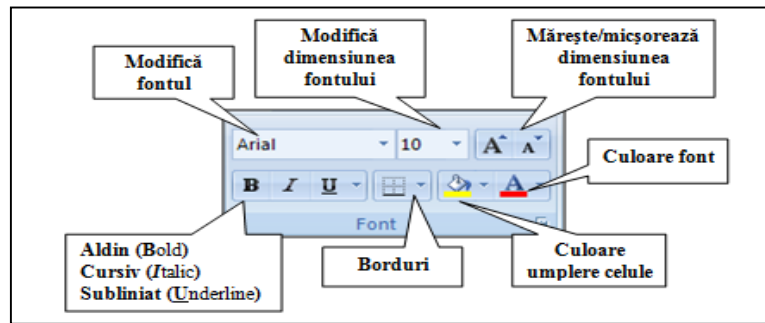 Modifică
fontul
Modifică
dimensiunea
fontului
Mărește/micșorează
dimensiunea
fontului
Arial
10
A A
Culoare font
B I U
A
Font
Aldin (Bold)
Cursiv (Italic)
Subliniat (Underline)
Borduri
Culoare
umplere celule